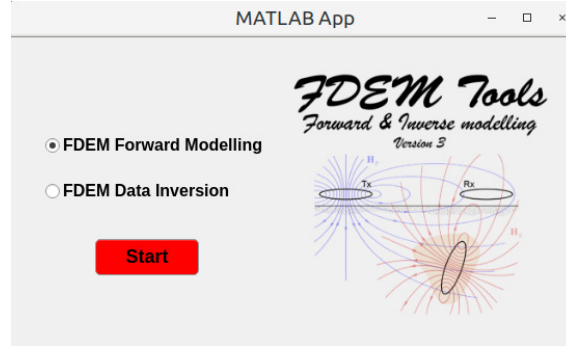 MATLAB App
FDEM Tools
Forward & Inverse modelling
Version 3
FDEM Forward Modelling
FDEM Data Inversion
Start
Tx
Rx